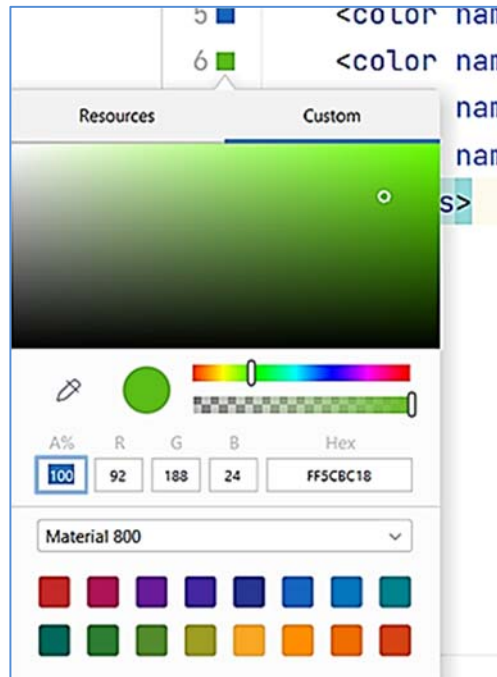 5 <color nam
6 <color nam
Resources Custom nam
nam
s>
A% R G B Hex
100 92 188 24 FF5CBC18
Material 800